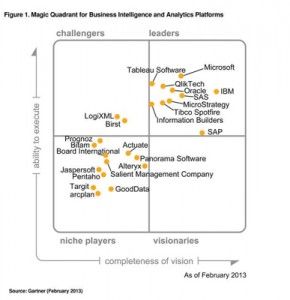 Figure 1. Magic Quadrant for Business Intelligence and Analytics Platforms
challengers
leaders
Tableau Software
Microsoft
QlikTech
Oracle
IBM
SAS
MicroStrategy
LogiXML
Tibco Spotfire
Birst
Information Builders
SAP
Prognoz
Bitam
Actuate
Board International
Panorama Software
Alteryx
Jaspersoft
Salient Management Company
Pentaho
Targit
GoodData
arcplan
niche players
visionaries
ability to execute
completeness of vision
As of February 2013
Source: Gartner (February 2013)